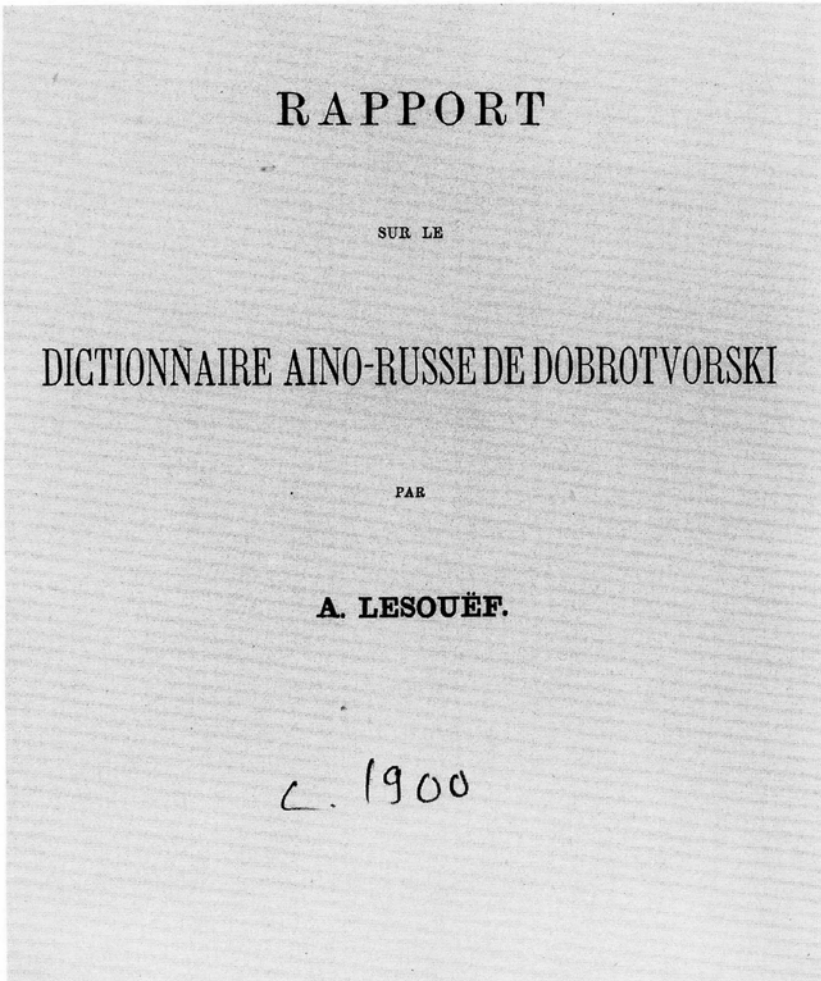 RAPPORT
SUR LE
DICTIONNAIRE AINO-RUSSE DE DOBROTVORSKI
PAR
A. LESOUËF.
c. 1900